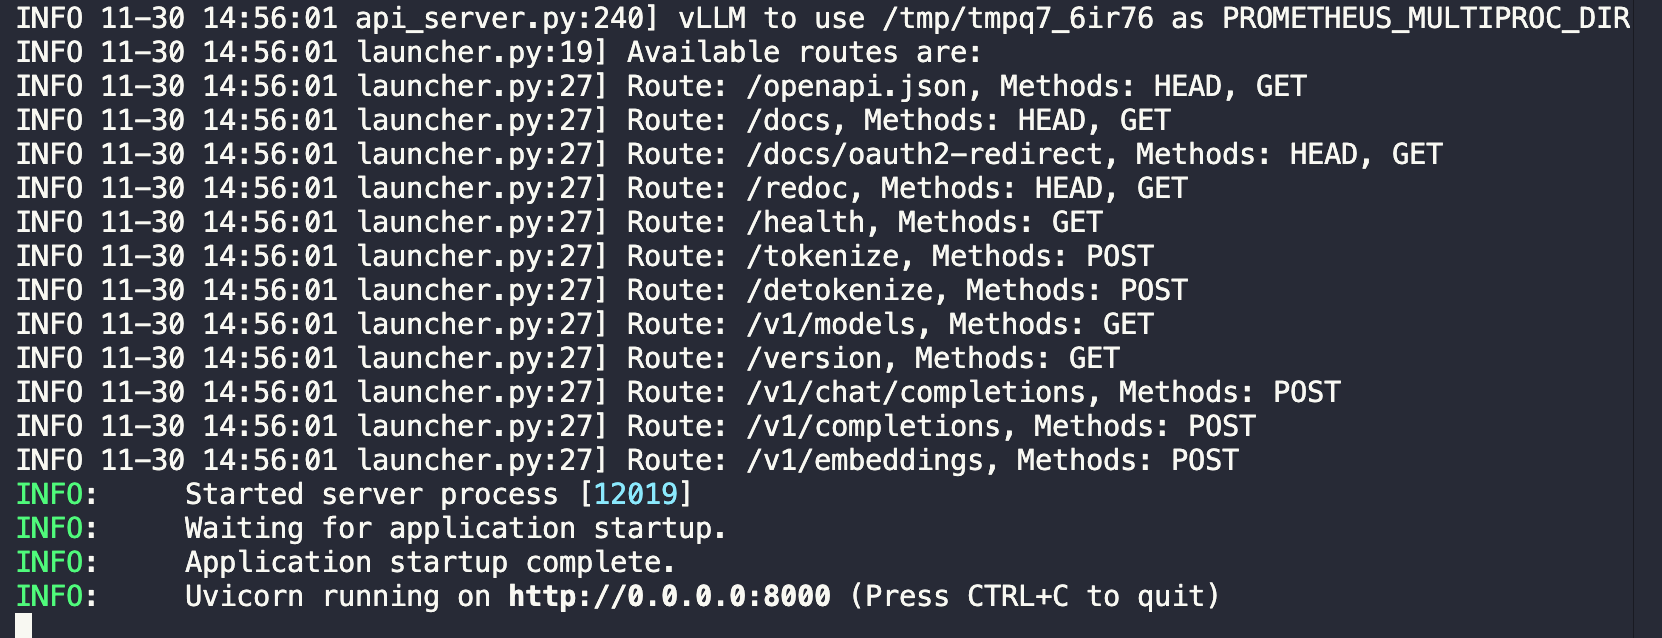 INFO 11-30 14:56:01 api_server.py:240] vLLM to use /tmp/tmpq7_6ir76 as PROMETHEUS_MULTIPROC_DIR
INFO 11-30 14:56:01 launcher.py:19] Available routes are:
INFO 11-30 14:56:01 launcher.py:27] Route: /openapi.json, Methods: HEAD, GET
INFO 11-30 14:56:01 launcher.py:27] Route: /docs, Methods: HEAD, GET
INFO 11-30 14:56:01 launcher.py:27] Route: /docs/oauth2-redirect, Methods: HEAD, GET
INFO 11-30 14:56:01 launcher.py:27] Route: /redoc, Methods: HEAD, GET
INFO 11-30 14:56:01 launcher.py:27] Route: /health, Methods: GET
INFO 11-30 14:56:01 launcher.py:27] Route: /tokenize, Methods: POST
INFO 11-30 14:56:01 launcher.py:27] Route: /detokenize, Methods: POST
INFO 11-30 14:56:01 launcher.py:27] Route: /v1/models, Methods: GET
INFO 11-30 14:56:01 launcher.py:27] Route: /version, Methods: GET
INFO 11-30 14:56:01 launcher.py:27] Route: /v1/chat/completions, Methods: POST
INFO 11-30 14:56:01 launcher.py:27] Route: /v1/completions, Methods: POST
INFO 11-30 14:56:01 launcher.py:27] Route: /v1/embeddings, Methods: POST
INFO:     Started server process [12019]
INFO:     Waiting for application startup.
INFO:     Application startup complete.
INFO:     Uvicorn running on http://0.0.0.0:8000 (Press CTRL+C to quit)